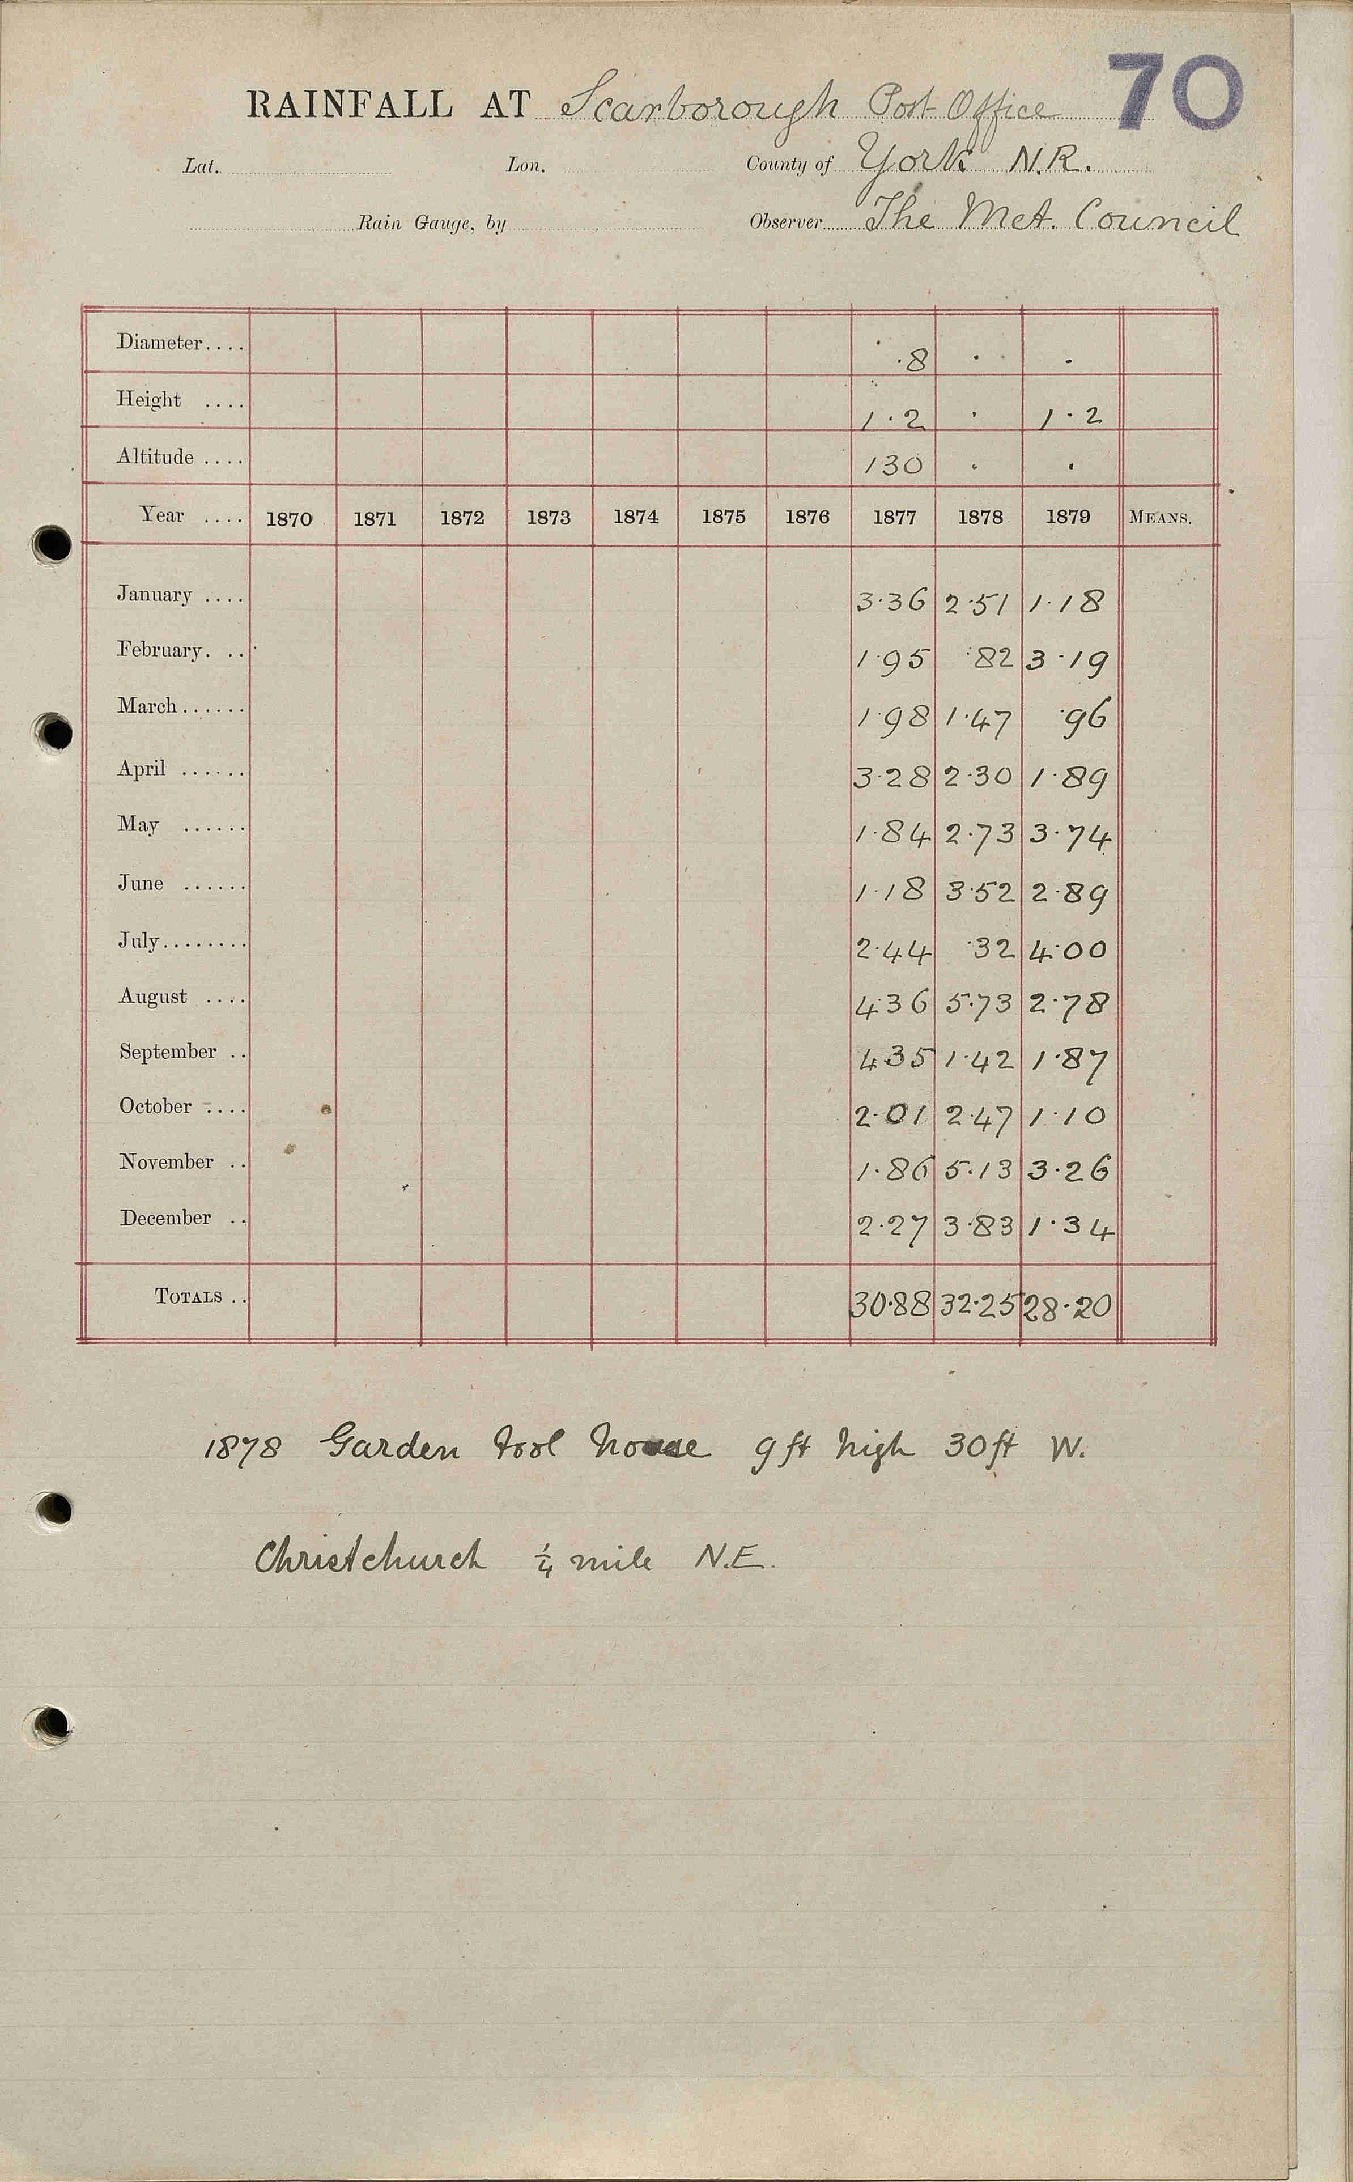 70
RAINFALL AT Scarborough Post Office
Lat. Lon. County of York N.R.
Rain Gauge, by Observer The Met. Council
Diameter.... ·8 · ·
Height .... 1·2 · 1·2
Altitude .... 130 · ·
Year .... 1870 1871 1872 1873 1874 1875 1876 1877 1878 1879 MEANS.
January .... 3·36 2·51 1·18
February. .. 1·95 ·82 3·19
March...... 1·98 1·47 ·96
April ...... 3·28 2·30 1·89
May ...... 1·84 2·73 3·74
June ...... 1·18 3·52 2·89
July........ 2·44 ·32 4·00
August .... 4·36 5·73 2·78
September .. 4·35 1·42 1·87
October .... 2·01 2·47 1·10
November .. 1·86 5·13 3·26
December .. 2·27 3·83 1·34
TOTALS .. 30·88 32·25 28·20
1878 Garden tool house 9ft high 30ft W.
Christchurch ¼ mile N.E.